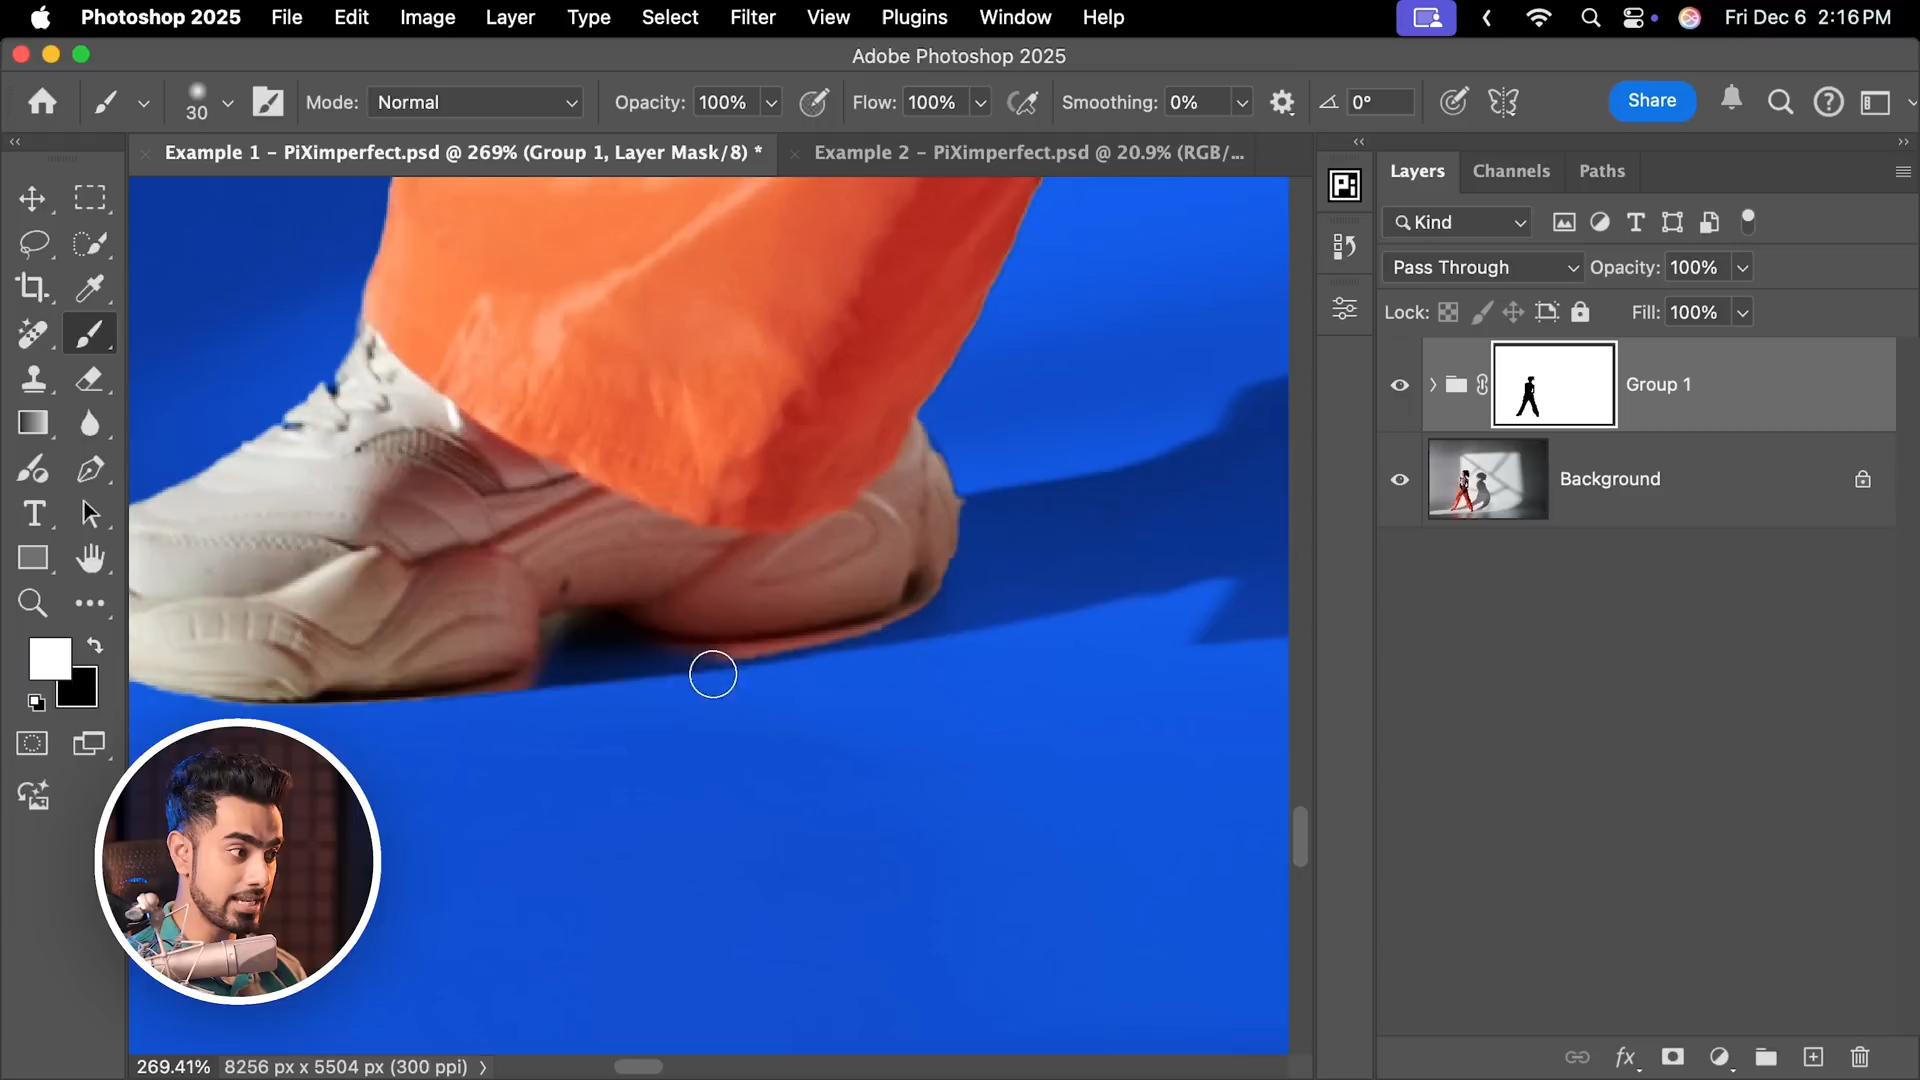 Photoshop 2025 File Edit Image Layer Type Select Filter View Plugins Window Help Fri Dec 6 2:16 PM
Adobe Photoshop 2025
30 Mode: Normal Opacity: 100% Flow: 100% Smoothing: 0% 0° Share
Example 1 – PiXimperfect.psd @ 269% (Group 1, Layer Mask/8) * Example 2 – PiXimperfect.psd @ 20.9% (RGB/...
Pi
Layers Channels Paths
Kind
Pass Through Opacity: 100%
Lock: Fill: 100%
Group 1
Background
fx
269.41% 8256 px x 5504 px (300 ppi)